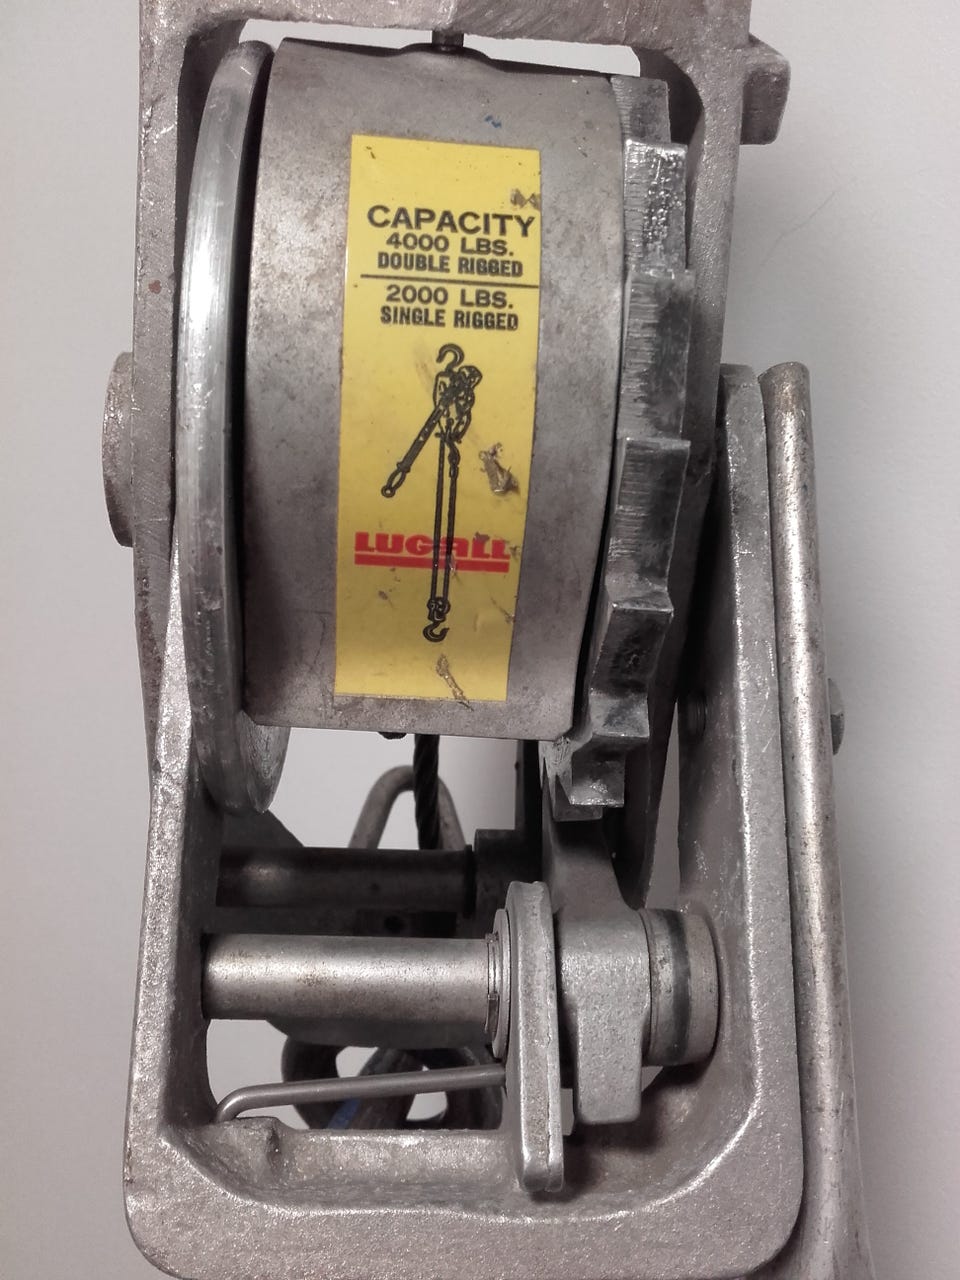 CAPACITY
4000 LBS.
DOUBLE RIGGED
2000 LBS.
SINGLE RIGGED
LUGALL